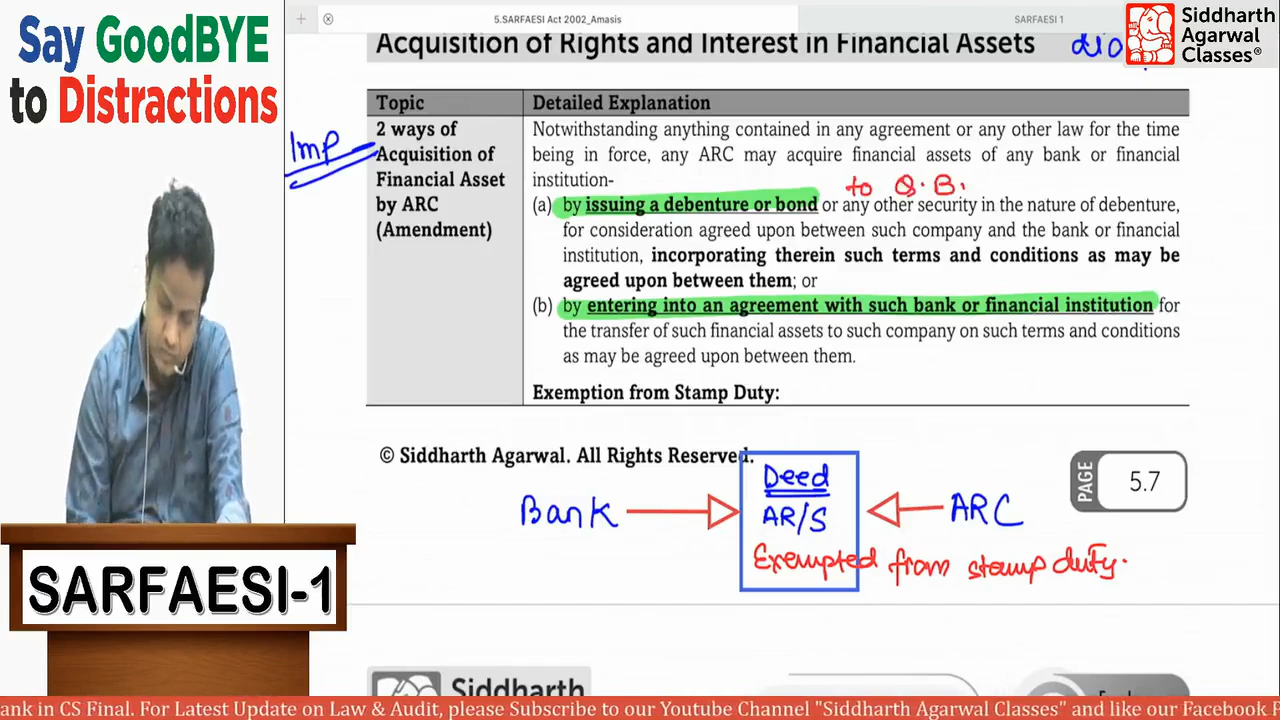 Say GoodBYE
to Distractions
5.SARFAESI Act 2002_Amasis
SARFAESI 1
Siddharth
Agarwal
Classes®
Acquisition of Rights and Interest in Financial Assets
Topic
Detailed Explanation
Imp
2 ways of
Acquisition of
Financial Asset
by ARC
(Amendment)
Notwithstanding anything contained in any agreement or any other law for the time
being in force, any ARC may acquire financial assets of any bank or financial
institution-
to Q.B.
(a) by issuing a debenture or bond or any other security in the nature of debenture,
for consideration agreed upon between such company and the bank or financial
institution, incorporating therein such terms and conditions as may be
agreed upon between them; or
(b) by entering into an agreement with such bank or financial institution for
the transfer of such financial assets to such company on such terms and conditions
as may be agreed upon between them.
Exemption from Stamp Duty:
© Siddharth Agarwal. All Rights Reserved.
PAGE
5.7
Bank
Deed
AR/S
ARC
Exempted from stamp duty.
SARFAESI-1
Siddharth
ank in CS Final. For Latest Update on Law & Audit, please Subscribe to our Youtube Channel "Siddharth Agarwal Classes" and like our Facebook